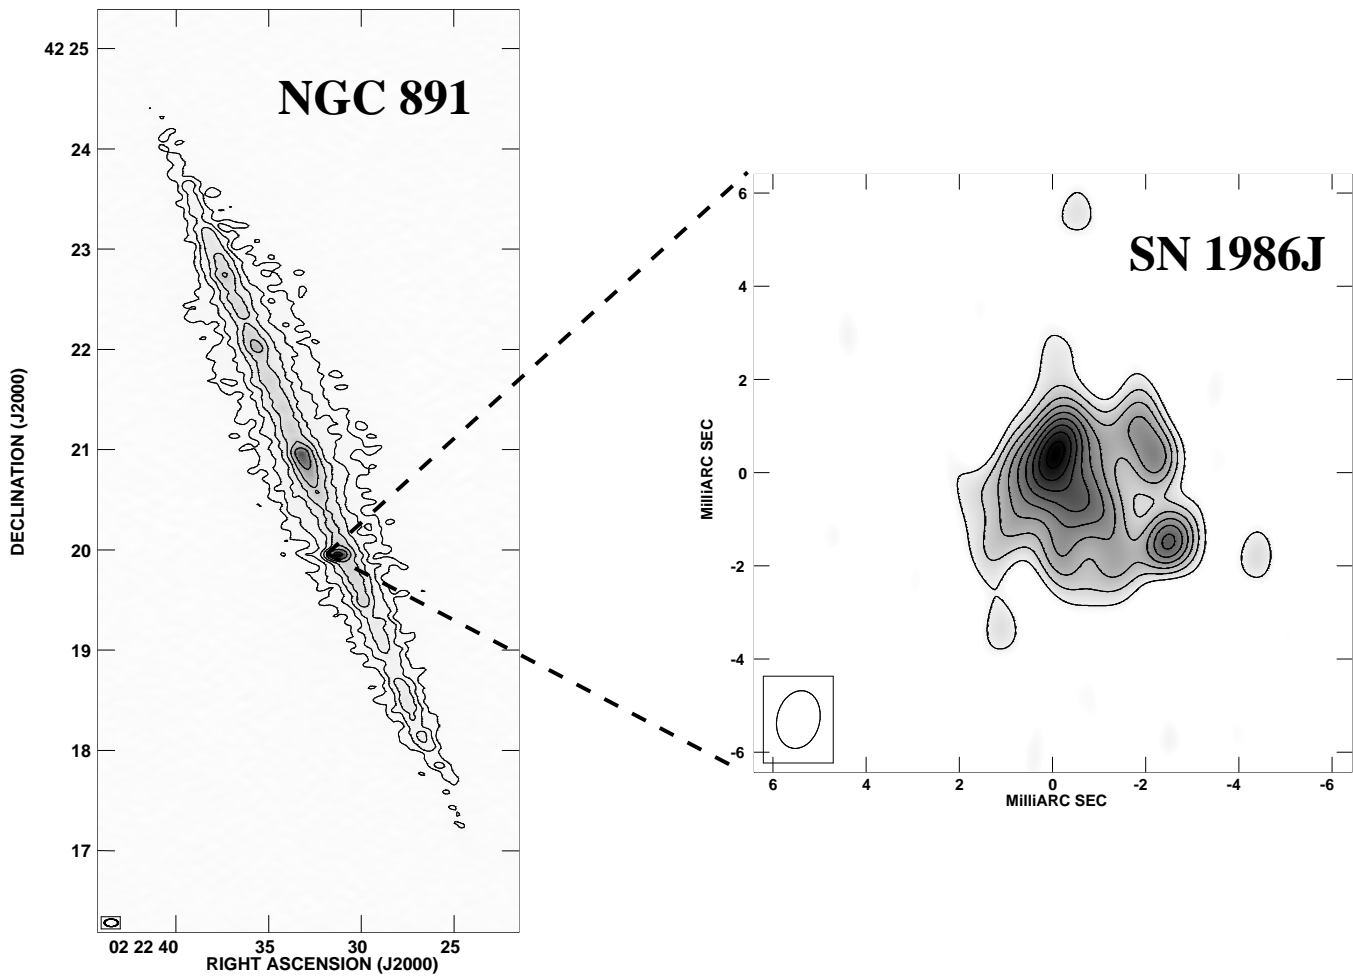 NGC 891
42 25
24
23
22
21
20
19
18
17
DECLINATION (J2000)
02 22 40 35 30 25
RIGHT ASCENSION (J2000)
SN 1986J
6
4
2
0
-2
-4
-6
MilliARC SEC
6 4 2 0 -2 -4 -6
MilliARC SEC